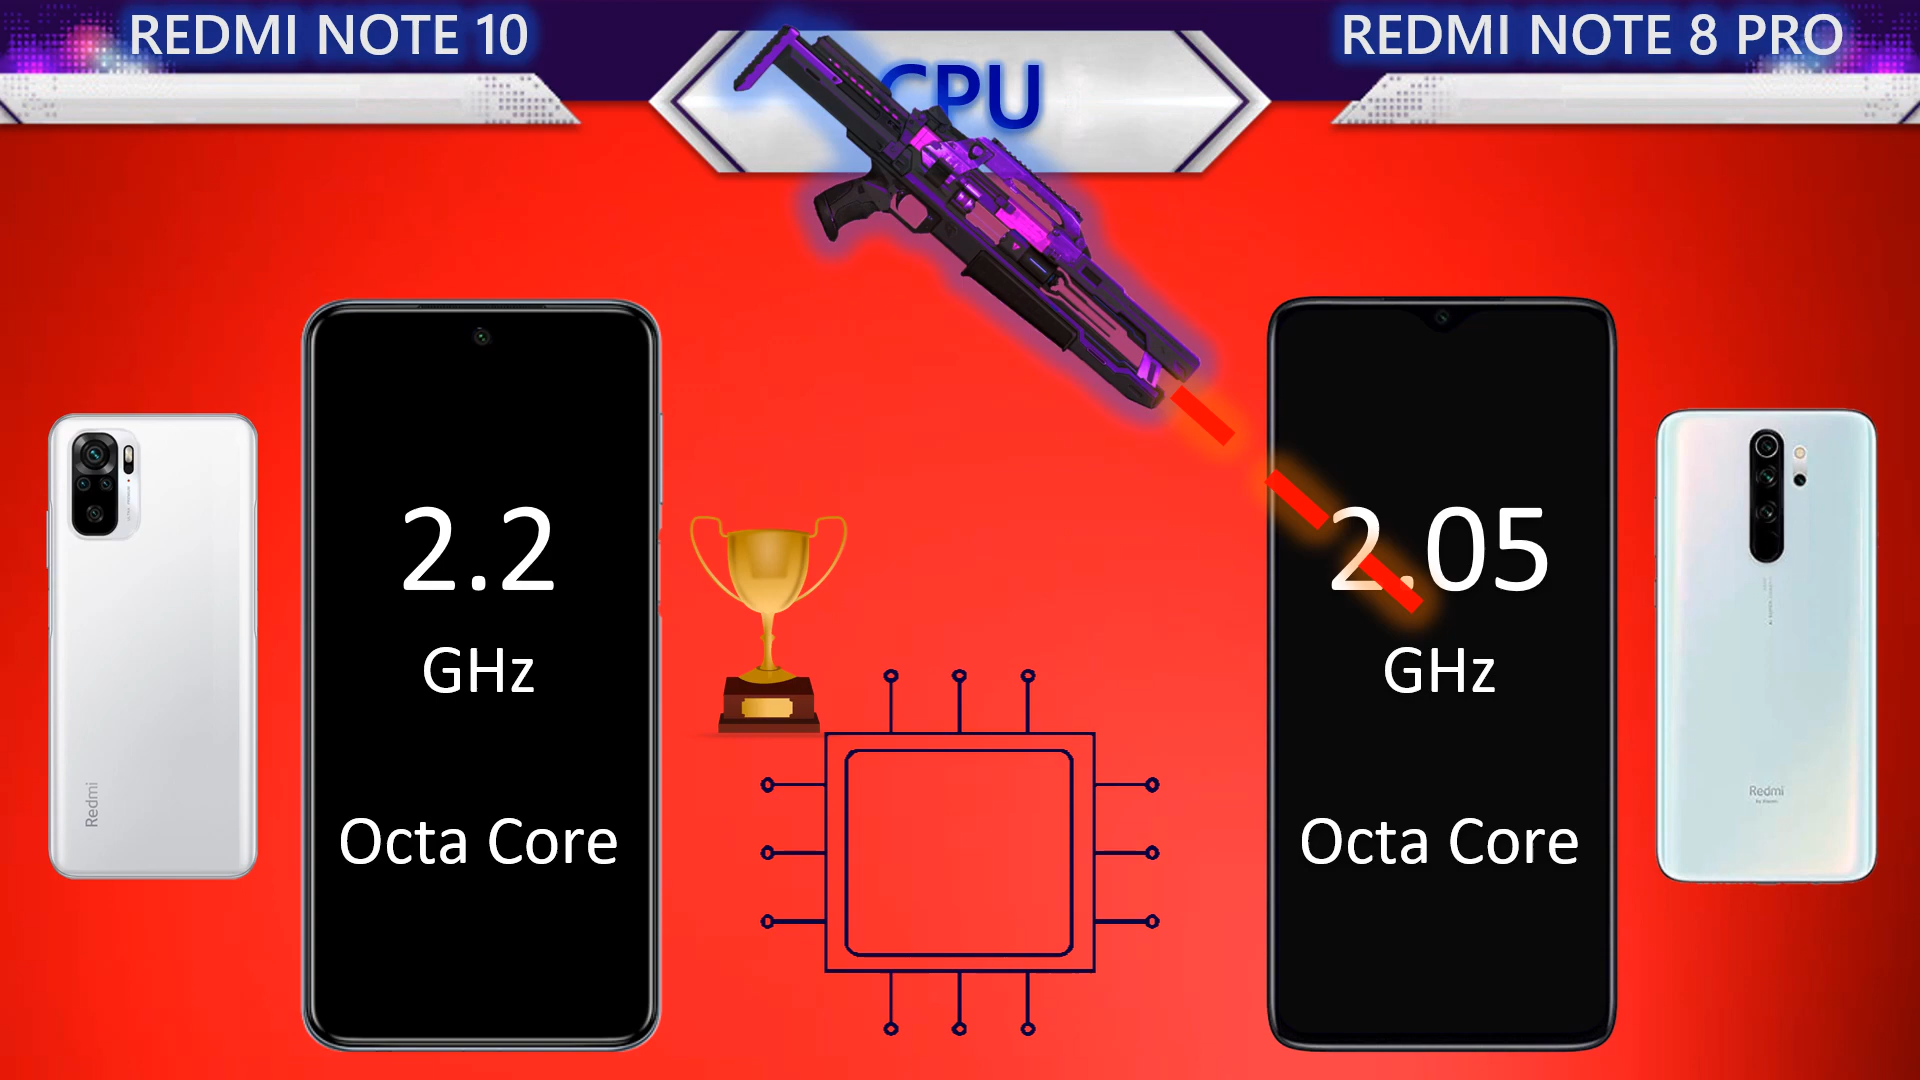 REDMI NOTE 10
CPU
REDMI NOTE 8 PRO
2.2
GHz
Octa Core
2.05
GHz
Octa Core
Redmi
Redmi